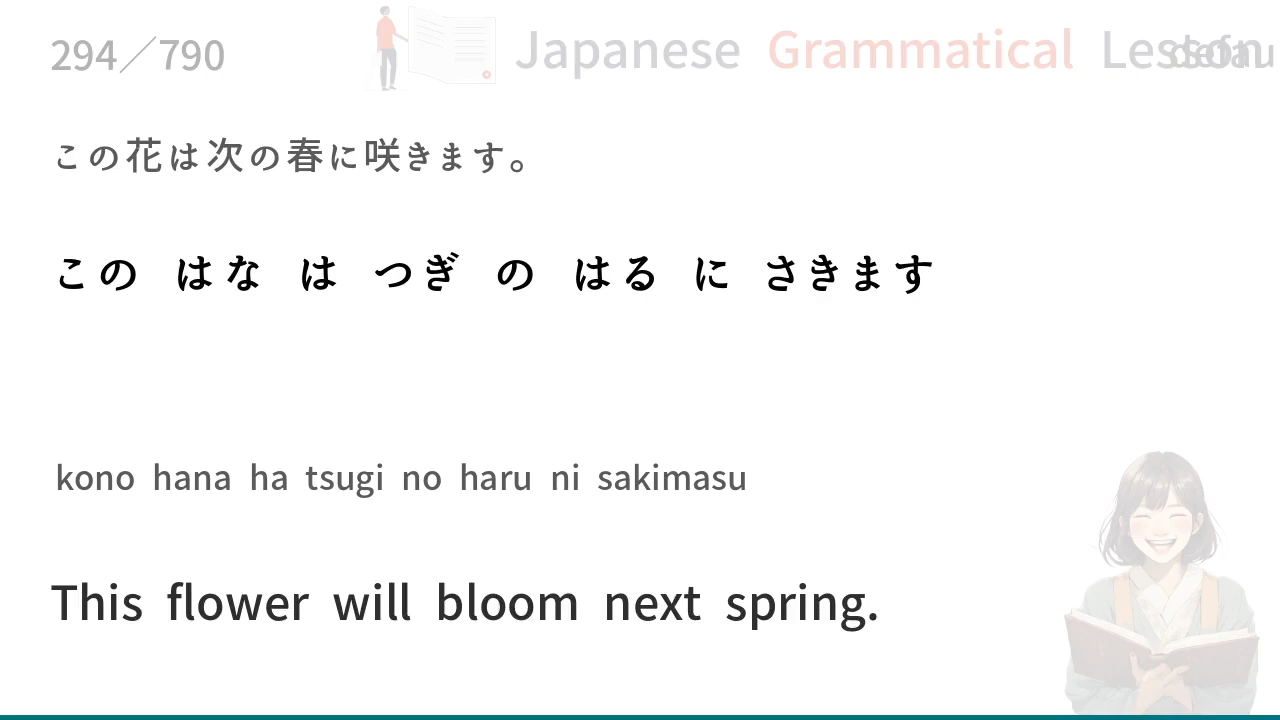 294／790
Japanese Grammatical Lesson
defau
この花は次の春に咲きます。
この はな は つぎ の はる に さきます
kono hana ha tsugi no haru ni sakimasu
This flower will bloom next spring.